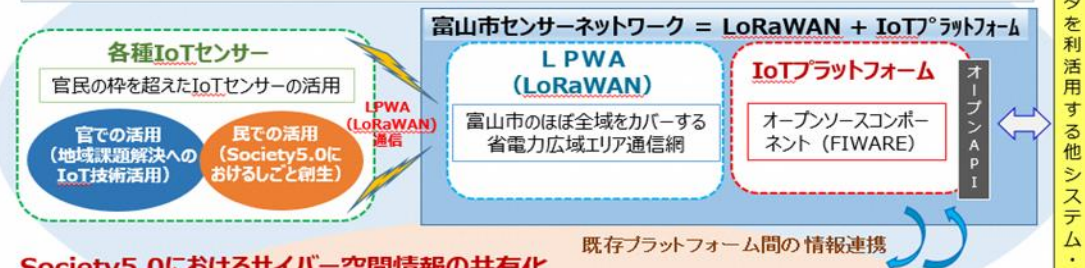 富山市センサーネットワーク = LoRaWAN + IoTプラットフォーム
各種IoTセンサー
官民の枠を超えたIoTセンサーの活用
官での活用
(地域課題解決への
IoT技術活用)
民での活用
(Society5.0に
おけるしごと創生)
LPWA
(LoRaWAN)
通信
LPWA
(LoRaWAN)
富山市のほぼ全域をカバーする
省電力広域エリア通信網
IoTプラットフォーム
オープンソースコンポー
ネント(FIWARE)
オープンAPI
を利活用する他システム・
既存プラットフォーム間の情報連携
Society5.0におけるサイバー空間情報の共有化